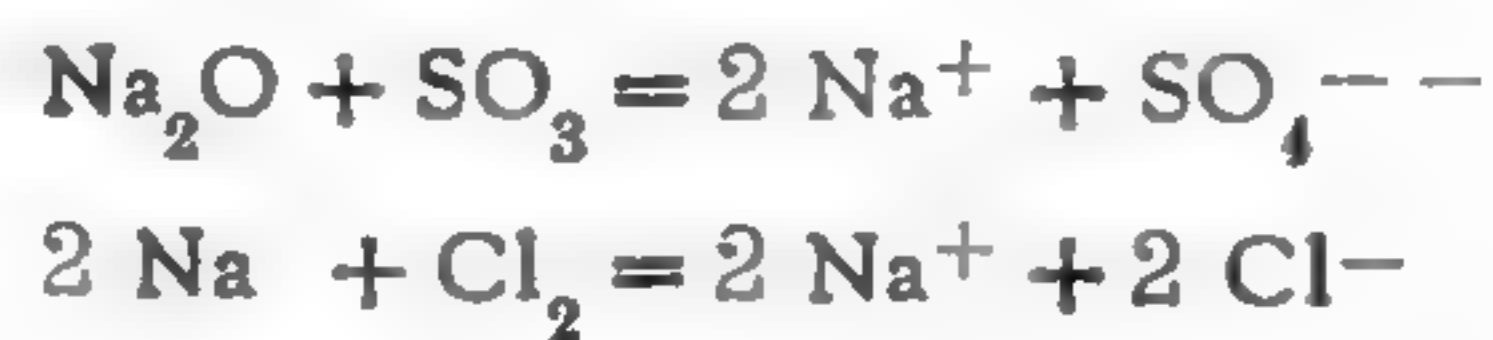 Na₂O + SO₃ = 2 Na⁺ + SO₄⁻ ⁻
2 Na + Cl₂ = 2 Na⁺ + 2 Cl⁻